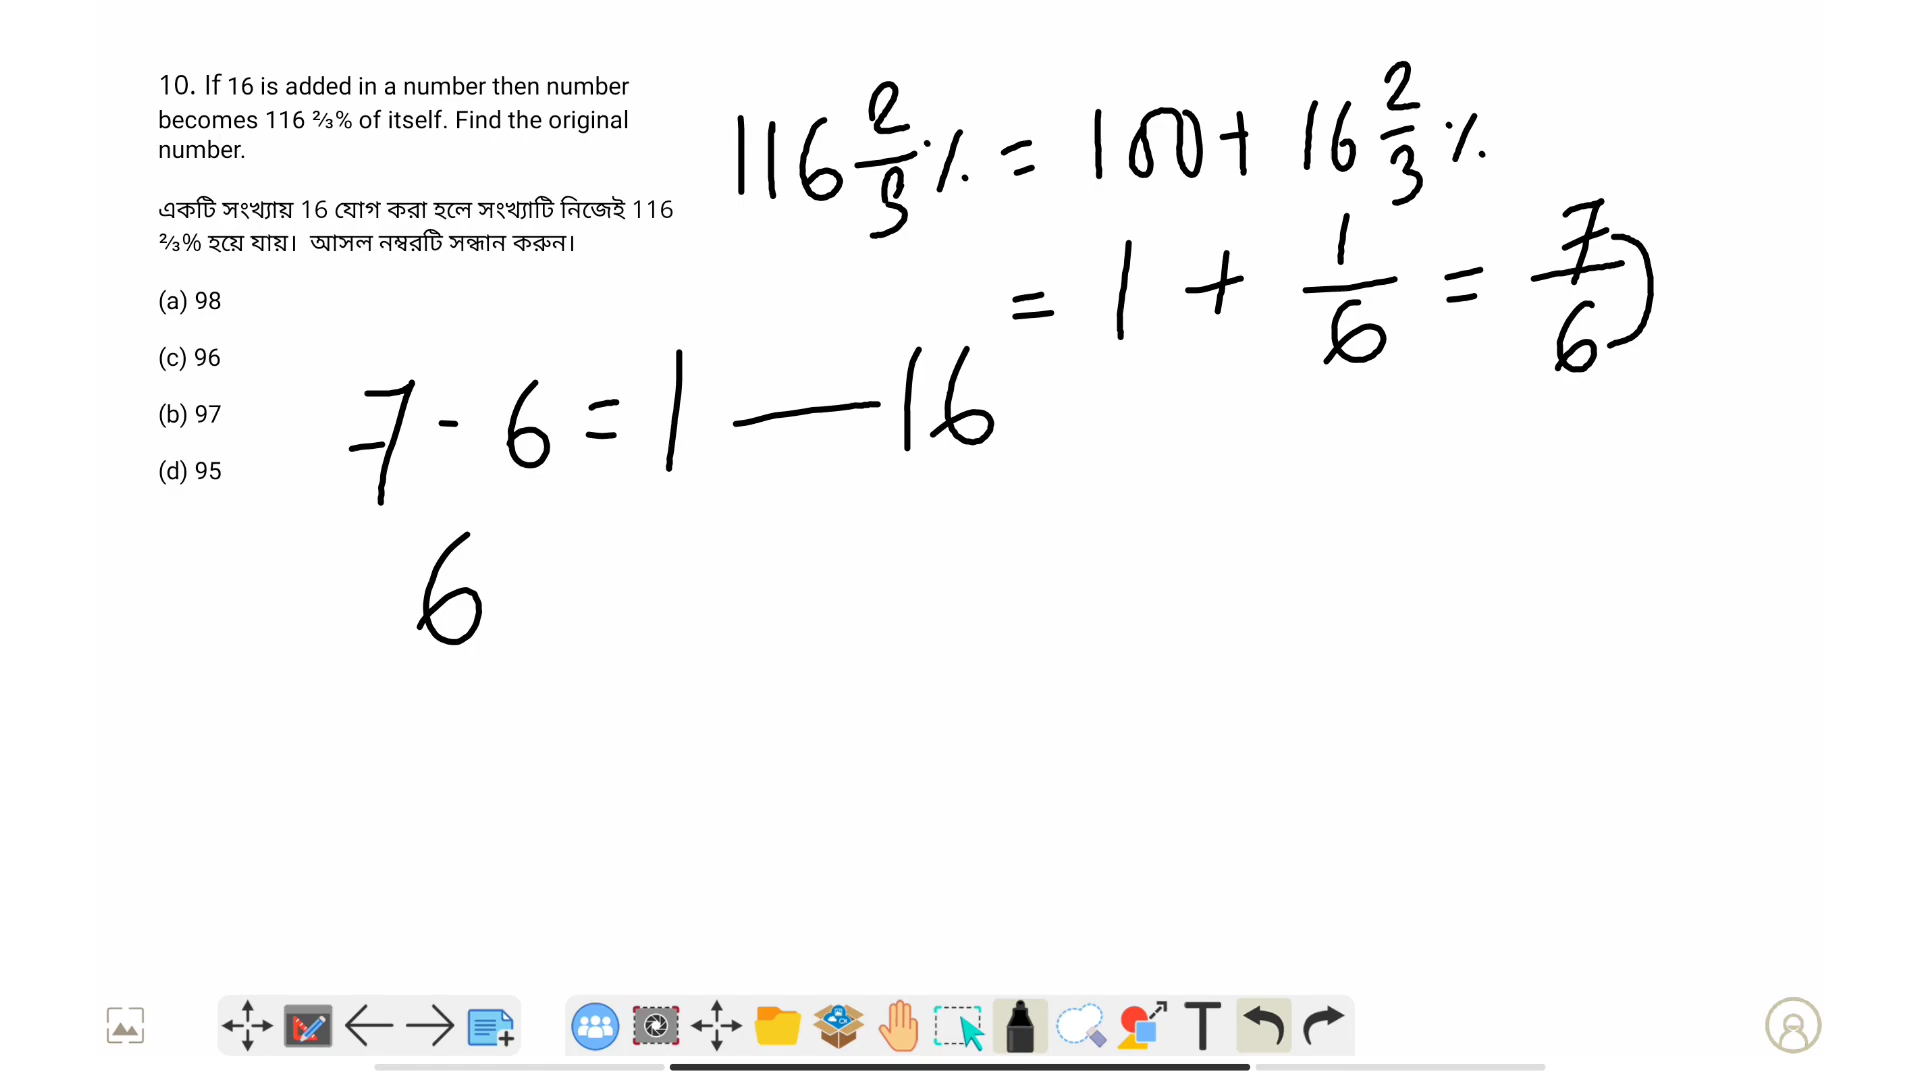 10. If 16 is added in a number then number
becomes 116 ⅔% of itself. Find the original
number.
একটি সংখ্যায় 16 যোগ করা হলে সংখ্যাটি নিজেই 116
⅔% হয়ে যায়। আসল নম্বরটি সন্ধান করুন।
(a) 98
(c) 96
(b) 97
(d) 95
116 2/3 % = 100 + 16 2/3 %
= 1 + 1/6 = 7/6
7 - 6 = 1 — 16
6
T